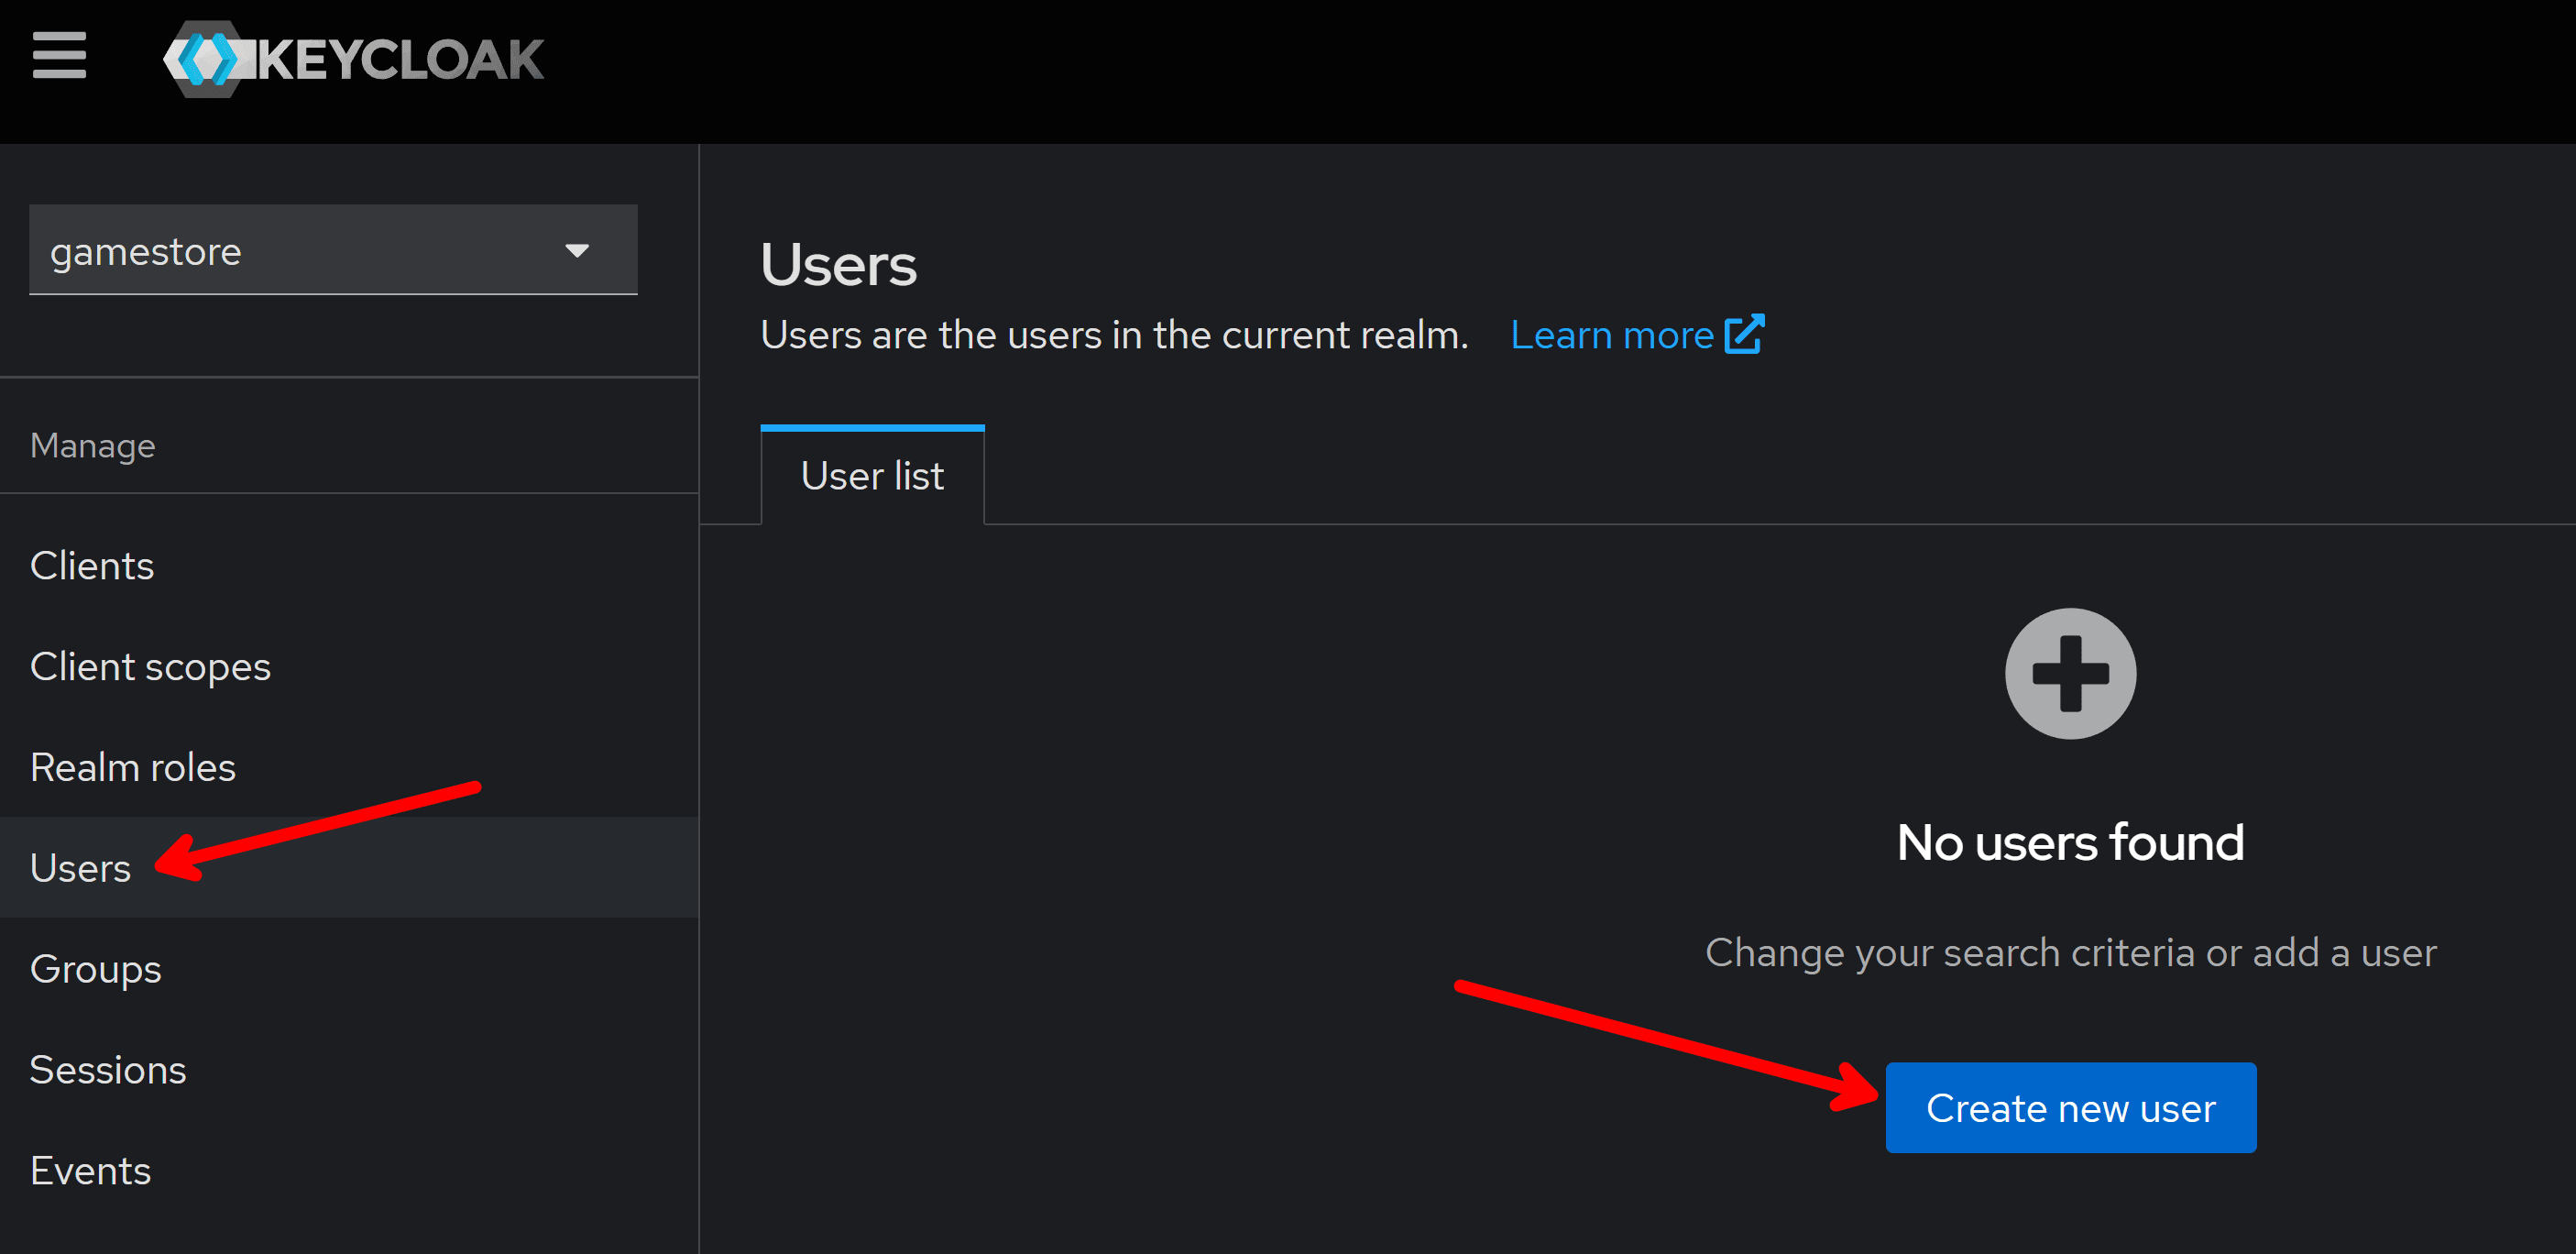 KEYCLOAK
gamestore
Manage
Clients
Client scopes
Realm roles
Users
Groups
Sessions
Events
Users
Users are the users in the current realm. Learn more
User list
No users found
Change your search criteria or add a user
Create new user